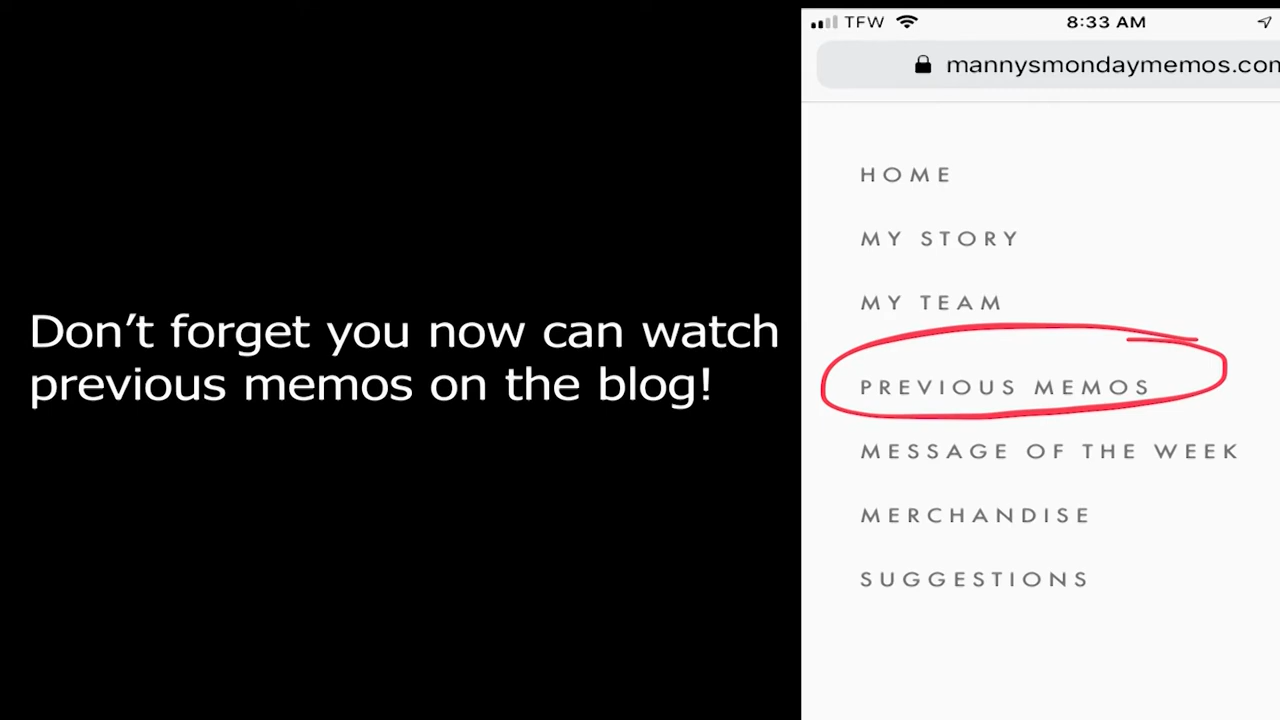 Don't forget you now can watch
previous memos on the blog!
TFW 8:33 AM
mannysmondaymemos.com
HOME
MY STORY
MY TEAM
PREVIOUS MEMOS
MESSAGE OF THE WEEK
MERCHANDISE
SUGGESTIONS